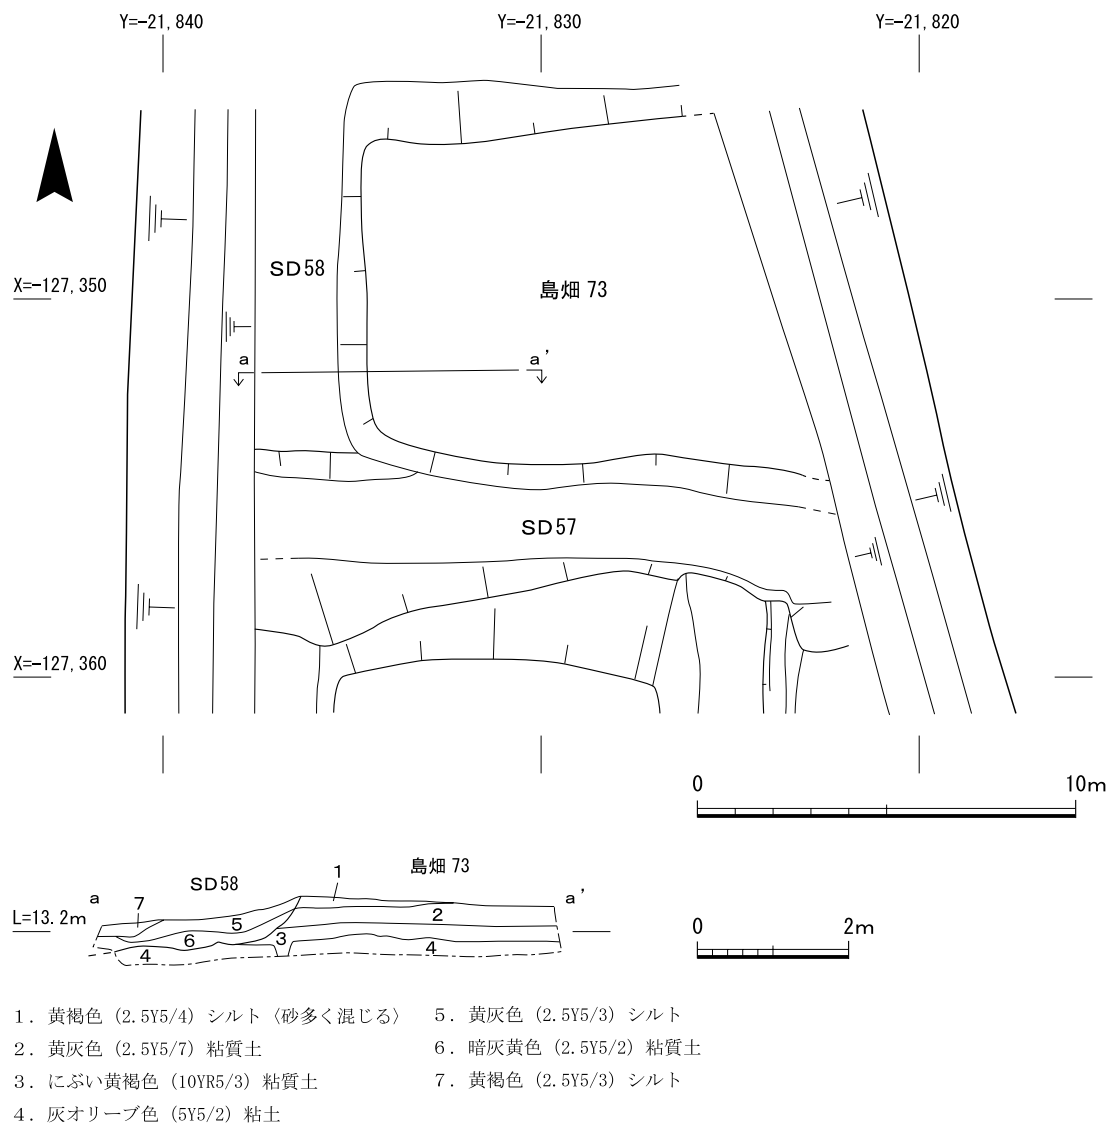 Y=-21,840 Y=-21,830 Y=-21,820
SD58
X=-127,350
島畑 73
a a'
SD57
X=-127,360
0 10m
島畑 73
SD58
1
a a'
7
L=13.2m
2
5
0 2m
6 3
4 4
1．黄褐色（2.5Y5/4）シルト〈砂多く混じる〉
2．黄灰色（2.5Y5/7）粘質土
3．にぶい黄褐色（10YR5/3）粘質土
4．灰オリーブ色（5Y5/2）粘土
5．黄灰色（2.5Y5/3）シルト
6．暗灰黄色（2.5Y5/2）粘質土
7．黄褐色（2.5Y5/3）シルト